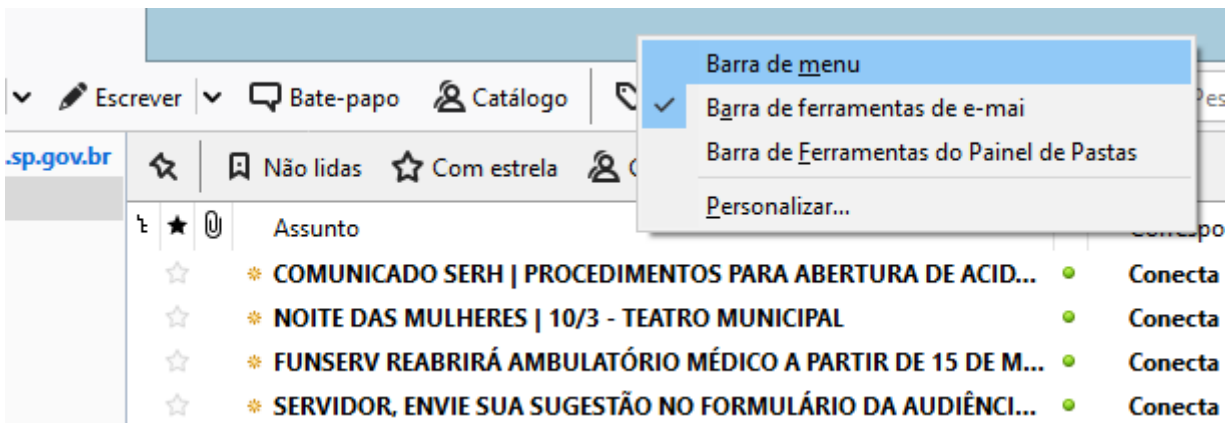 Barra de menu
Escrever Bate-papo Catálogo
Barra de ferramentas de e-mai
.sp.gov.br
Não lidas Com estrela
Barra de Ferramentas do Painel de Pastas
Personalizar...
Assunto
COMUNICADO SERH | PROCEDIMENTOS PARA ABERTURA DE ACID... Conecta
NOITE DAS MULHERES | 10/3 - TEATRO MUNICIPAL Conecta
FUNSERV REABRIRÁ AMBULATÓRIO MÉDICO A PARTIR DE 15 DE M... Conecta
SERVIDOR, ENVIE SUA SUGESTÃO NO FORMULÁRIO DA AUDIÊNCI... Conecta